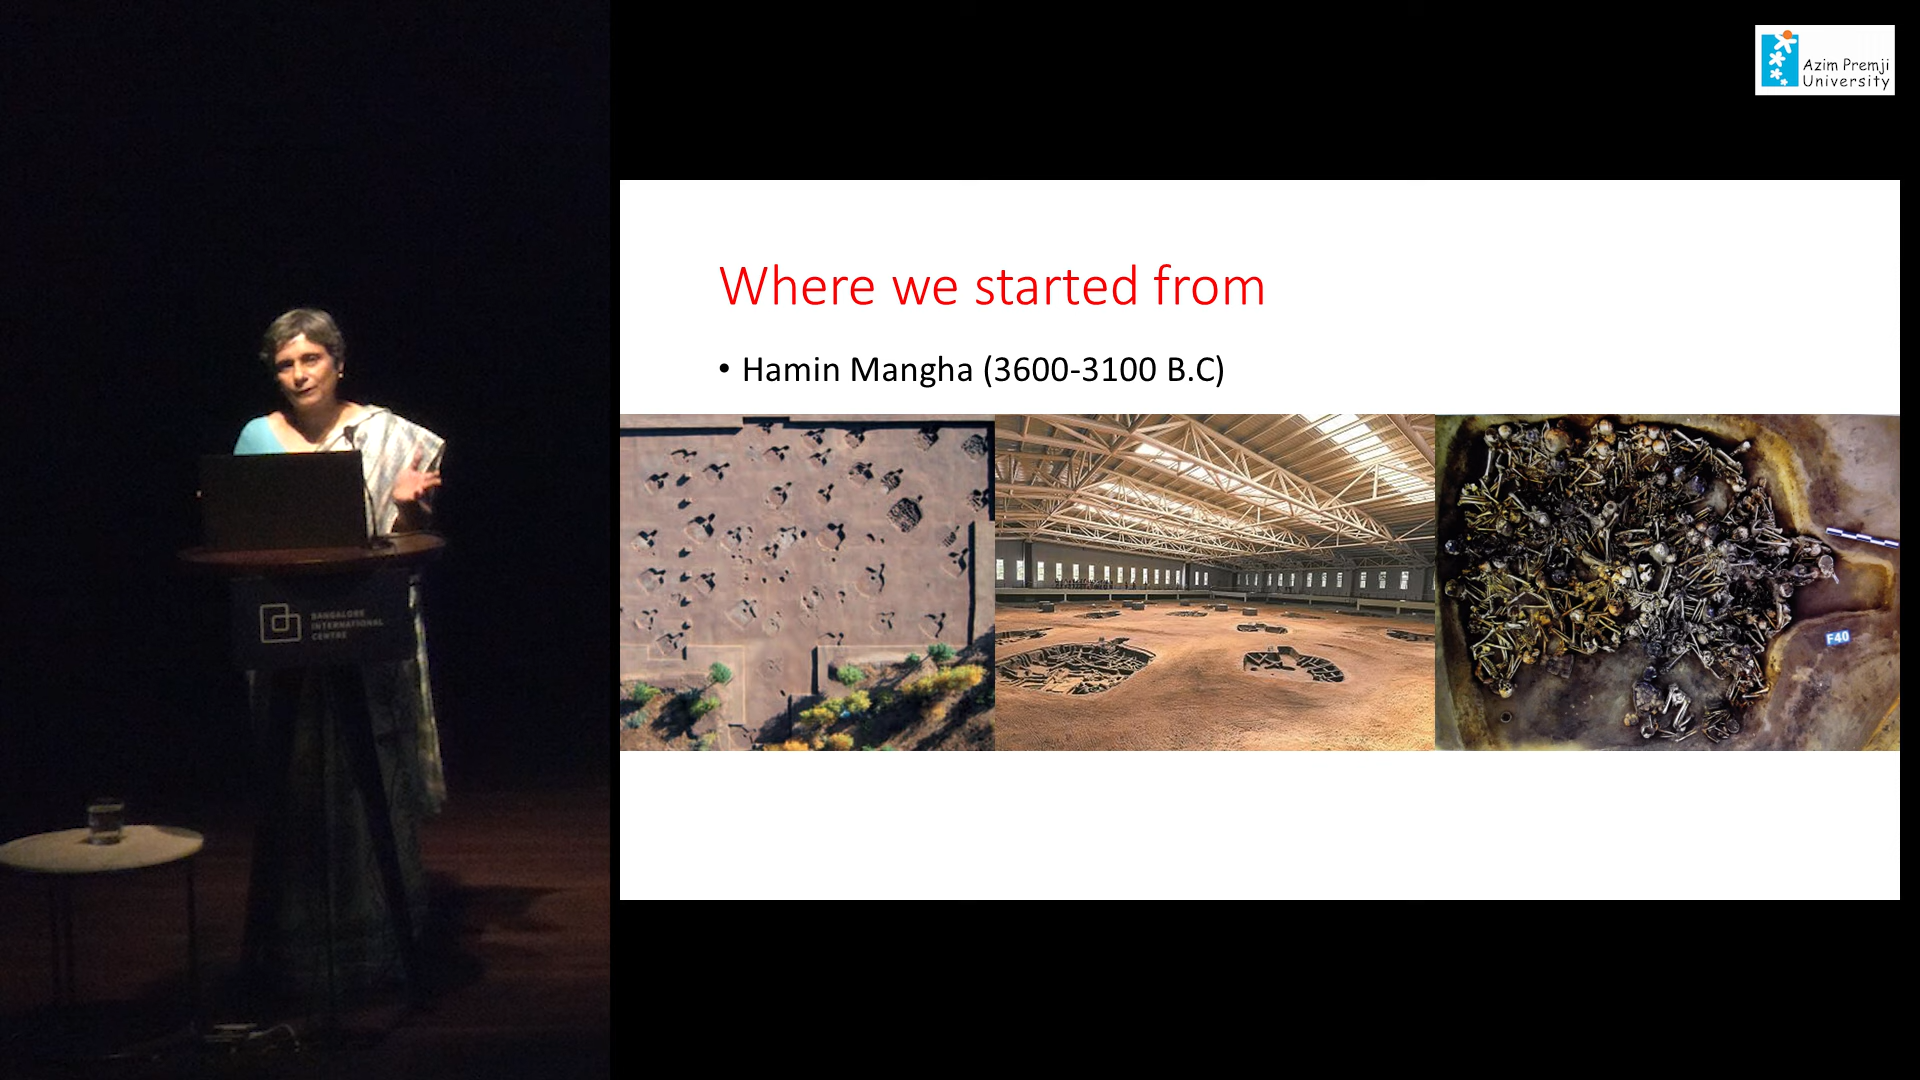 Azim Premji
University
Where we started from
• Hamin Mangha (3600-3100 B.C)
BANGALORE
INTERNATIONAL
CENTRE
F40